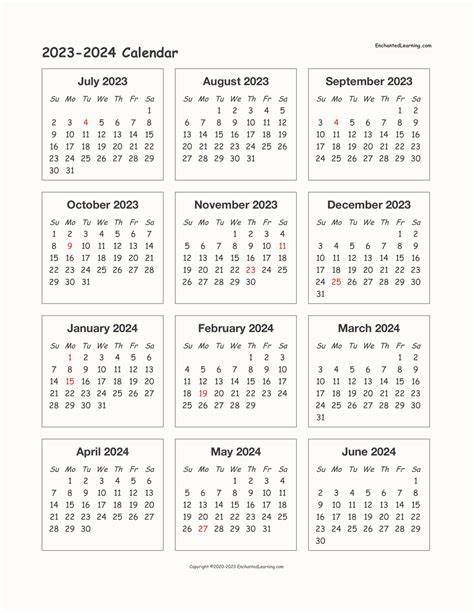 EnchantedLearning.com
2023-2024 Calendar
July 2023
Su Mo Tu We Th Fr Sa
1
2 3 4 5 6 7 8
9 10 11 12 13 14 15
16 17 18 19 20 21 22
23 24 25 26 27 28 29
30 31
August 2023
Su Mo Tu We Th Fr Sa
1 2 3 4 5
6 7 8 9 10 11 12
13 14 15 16 17 18 19
20 21 22 23 24 25 26
27 28 29 30 31
September 2023
Su Mo Tu We Th Fr Sa
1 2
3 4 5 6 7 8 9
10 11 12 13 14 15 16
17 18 19 20 21 22 23
24 25 26 27 28 29 30
October 2023
Su Mo Tu We Th Fr Sa
1 2 3 4 5 6 7
8 9 10 11 12 13 14
15 16 17 18 19 20 21
22 23 24 25 26 27 28
29 30 31
November 2023
Su Mo Tu We Th Fr Sa
1 2 3 4
5 6 7 8 9 10 11
12 13 14 15 16 17 18
19 20 21 22 23 24 25
26 27 28 29 30
December 2023
Su Mo Tu We Th Fr Sa
1 2
3 4 5 6 7 8 9
10 11 12 13 14 15 16
17 18 19 20 21 22 23
24 25 26 27 28 29 30
31
January 2024
Su Mo Tu We Th Fr Sa
1 2 3 4 5 6
7 8 9 10 11 12 13
14 15 16 17 18 19 20
21 22 23 24 25 26 27
28 29 30 31
February 2024
Su Mo Tu We Th Fr Sa
1 2 3
4 5 6 7 8 9 10
11 12 13 14 15 16 17
18 19 20 21 22 23 24
25 26 27 28 29
March 2024
Su Mo Tu We Th Fr Sa
1 2
3 4 5 6 7 8 9
10 11 12 13 14 15 16
17 18 19 20 21 22 23
24 25 26 27 28 29 30
31
April 2024
Su Mo Tu We Th Fr Sa
1 2 3 4 5 6
7 8 9 10 11 12 13
14 15 16 17 18 19 20
21 22 23 24 25 26 27
28 29 30
May 2024
Su Mo Tu We Th Fr Sa
1 2 3 4
5 6 7 8 9 10 11
12 13 14 15 16 17 18
19 20 21 22 23 24 25
26 27 28 29 30 31
June 2024
Su Mo Tu We Th Fr Sa
1
2 3 4 5 6 7 8
9 10 11 12 13 14 15
16 17 18 19 20 21 22
23 24 25 26 27 28 29
30
Copyright ©2020-2023 EnchantedLearning.com